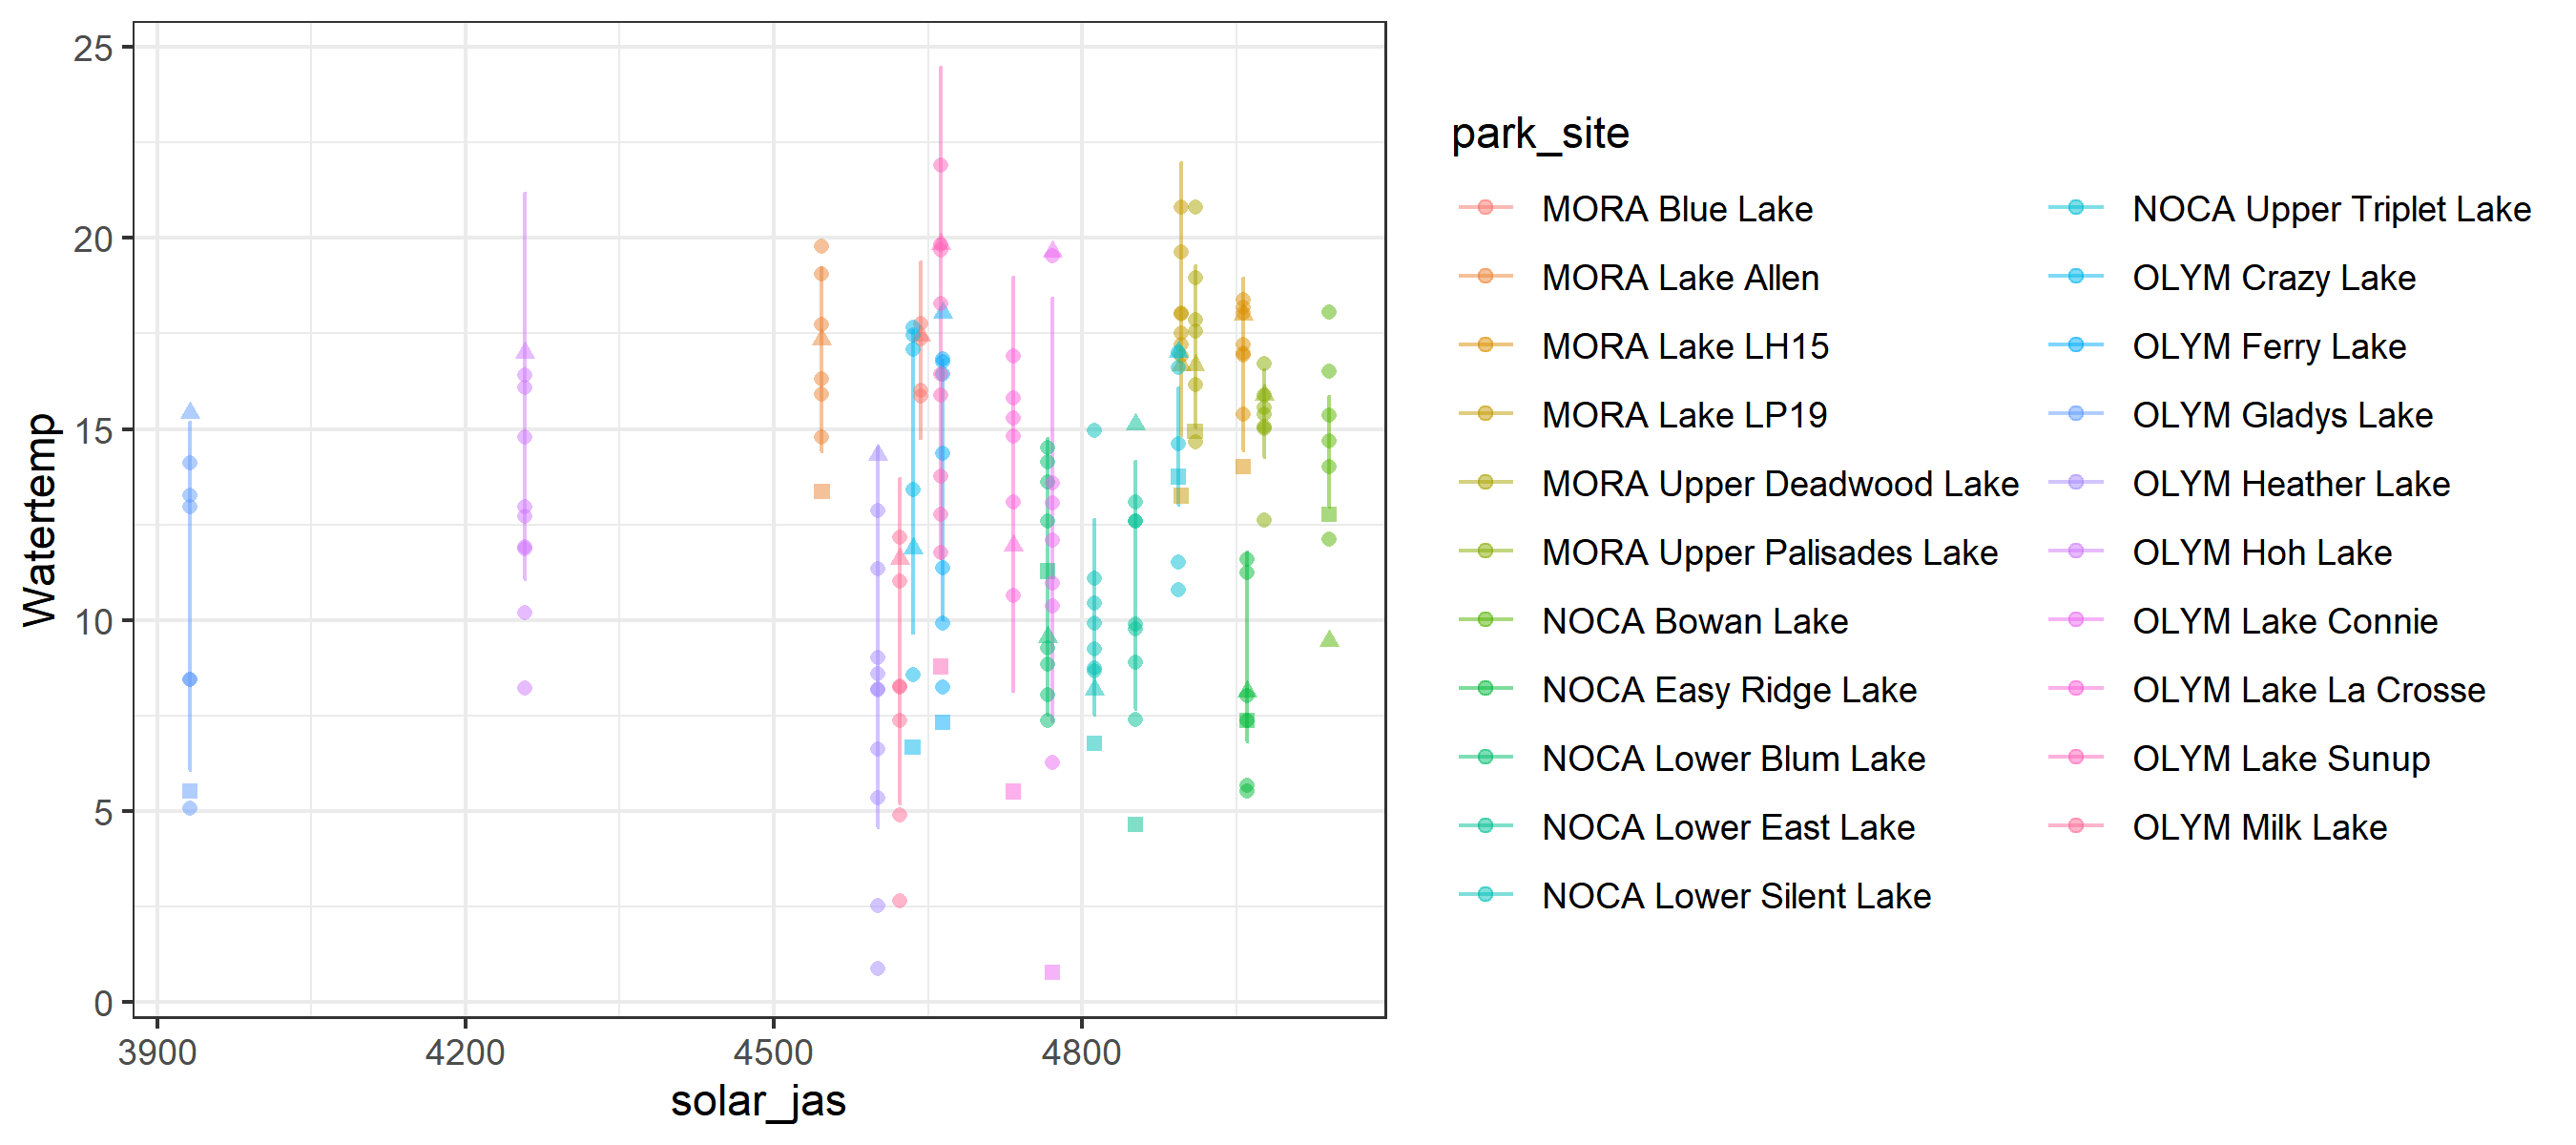 25
20
15
10
5
0
Watertemp
3900
4200
4500
4800
solar_jas
park_site
MORA Blue Lake
MORA Lake Allen
MORA Lake LH15
MORA Lake LP19
MORA Upper Deadwood Lake
MORA Upper Palisades Lake
NOCA Bowan Lake
NOCA Easy Ridge Lake
NOCA Lower Blum Lake
NOCA Lower East Lake
NOCA Lower Silent Lake
NOCA Upper Triplet Lake
OLYM Crazy Lake
OLYM Ferry Lake
OLYM Gladys Lake
OLYM Heather Lake
OLYM Hoh Lake
OLYM Lake Connie
OLYM Lake La Crosse
OLYM Lake Sunup
OLYM Milk Lake